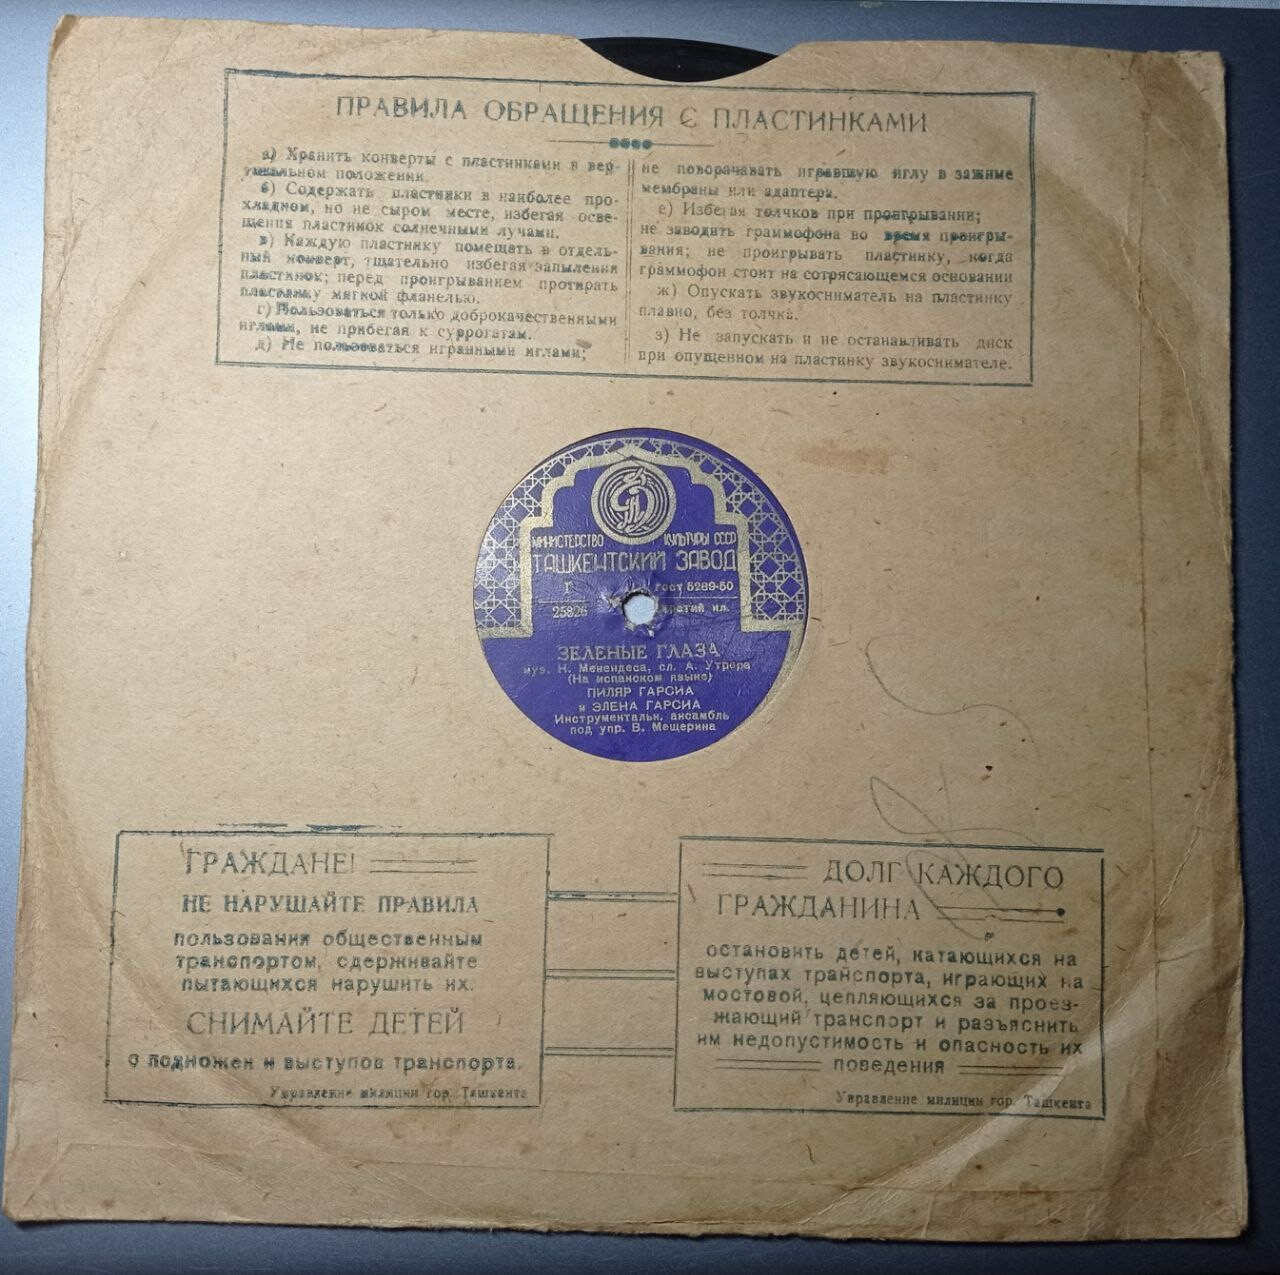 ПРАВИЛА ОБРАЩЕНИЯ С ПЛАСТИНКАМИ
а) Хранить конверты с пластинками в вер-
тикальном положении.
б) Содержать пластинки в наиболее про-
хладном, но не сыром месте, избегая осве-
щения пластинок солнечными лучами.
в) Каждую пластинку помещать в отдель-
ный конверт, тщательно избегая запыления
пластинок; перед проигрыванием протирать
пластинку мягкой фланелью.
г) Пользоваться только доброкачественными
иглами, не прибегая к суррогатам.
д) Не пользоваться игранными иглами;
не поворачивать игравшую иглу в зажиме
мембраны или адаптера.
е) Избегая толчков при проигрывании;
не заводить граммофона во время проигры-
вания; не проигрывать пластинку, когда
граммофон стоит на сотрясающемся основании
ж) Опускать звукосниматель на пластинку
плавно, без толчка.
з) Не запускать и не останавливать диск
при опущенном на пластинку звукоснимателе.
МИНИСТЕРСТВО КУЛЬТУРЫ СССР
ТАШКЕНТСКИЙ ЗАВОД
Г ГОСТ 5289-50
25826
ЗЕЛЕНЫЕ ГЛАЗА
муз. Н. Менендеса, сл. А. Утрера
(На испанском языке)
ПИЛЯР ГАРСИА
и ЭЛЕНА ГАРСИА
Инструментальн. ансамбль
под упр. В. Мещерина
ГРАЖДАНЕ!
НЕ НАРУШАЙТЕ ПРАВИЛА
пользования общественным
транспортом, сдерживайте
пытающихся нарушить их.
СНИМАЙТЕ ДЕТЕЙ
с подножен и выступов транспорта.
Управление милиции гор. Ташкента
ДОЛГ КАЖДОГО
ГРАЖДАНИНА
остановить детей, катающихся на
выступах транспорта, играющих на
мостовой, цепляющихся за проез-
жающий транспорт и разъяснить
им недопустимость и опасность их
поведения
Управление милиции гор. Ташкента